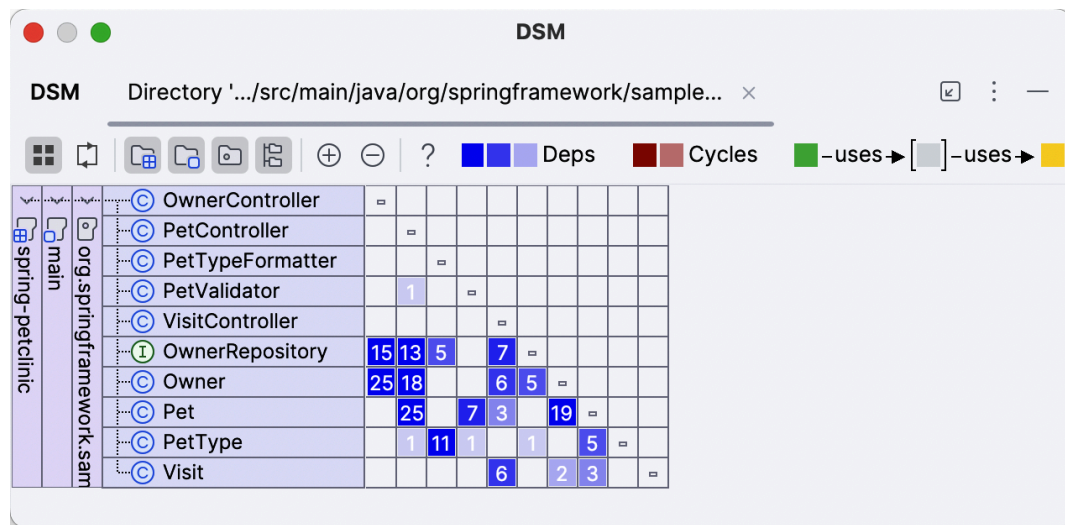 DSM
DSM Directory '.../src/main/java/org/springframework/sample...
? Deps Cycles –uses [ ] –uses
spring-petclinic
main
org.springframework.sam
C OwnerController
C PetController
C PetTypeFormatter
C PetValidator 1
C VisitController
I OwnerRepository 15 13 5 7
C Owner 25 18 6 5
C Pet 25 7 3 19
C PetType 1 11 1 1 5
C Visit 6 2 3